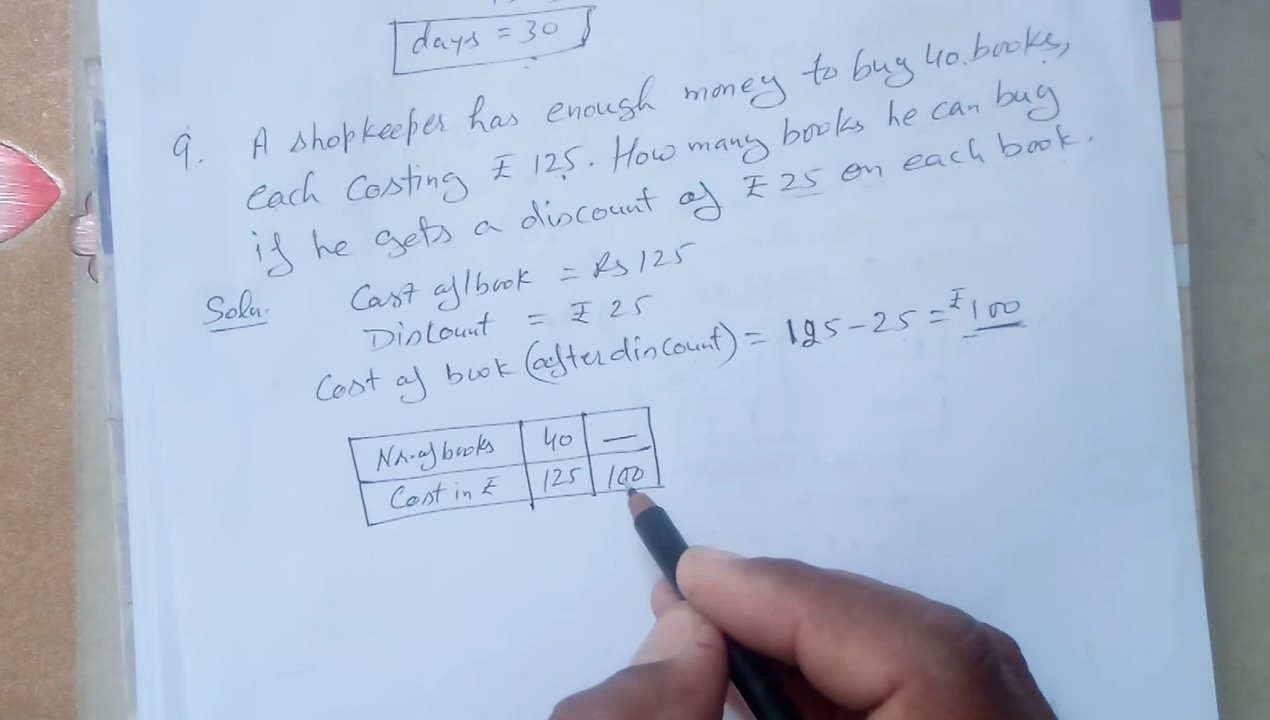 days = 30
9. A shopkeeper has enough money to buy 40 books,
each costing ₹ 125. How many books he can buy
if he gets a discount of ₹ 25 on each book.
Soln. Cost of 1 book = Rs 125
Discount = ₹ 25
Cost of book (after discount) = 125 - 25 = ₹ 100
No. of books 40 —
Cost in ₹ 125 100